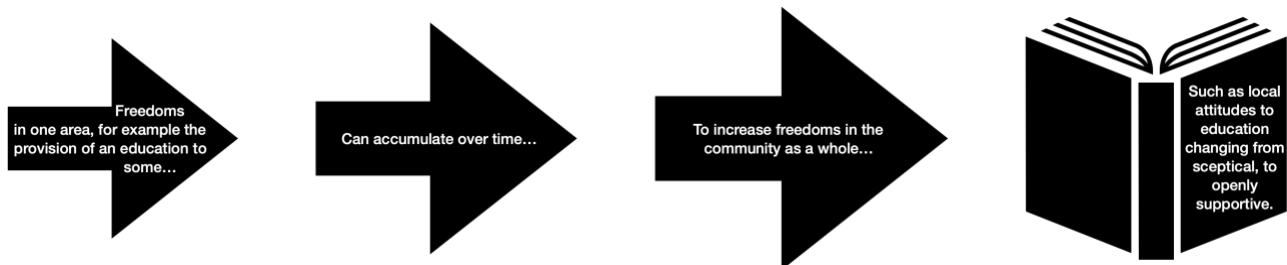 Freedoms
in one area, for example the
provision of an education to
some…
Can accumulate over time…
To increase freedoms in the
community as a whole…
Such as local
attitudes to
education
changing from
sceptical, to
openly
supportive.